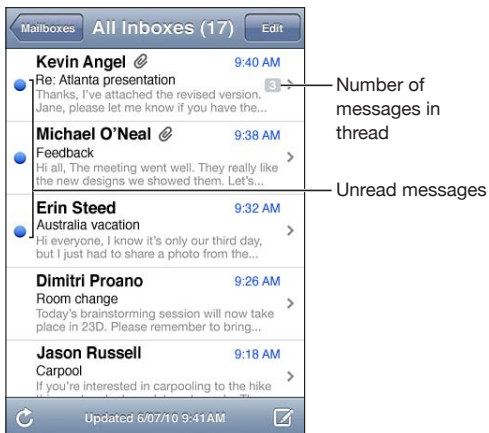 Mailboxes All Inboxes (17) Edit
Kevin Angel 9:40 AM
Re: Atlanta presentation
Thanks, I've attached the revised version. 3
Jane, please let me know if you have the...
Number of
messages in
thread
Michael O'Neal 9:38 AM
Feedback
Hi all, The meeting went well. They really like
the new designs we showed them. Let's...
Unread messages
Erin Steed 9:32 AM
Australia vacation
Hi everyone, I know it's only our third day,
but I just had to share a photo from the...
Dimitri Proano 9:26 AM
Room change
Today's brainstorming session will now take
place in 23D. Please remember to bring...
Jason Russell 9:18 AM
Carpool
If you're interested in carpooling to the hike
Updated 6/07/10 9:41AM